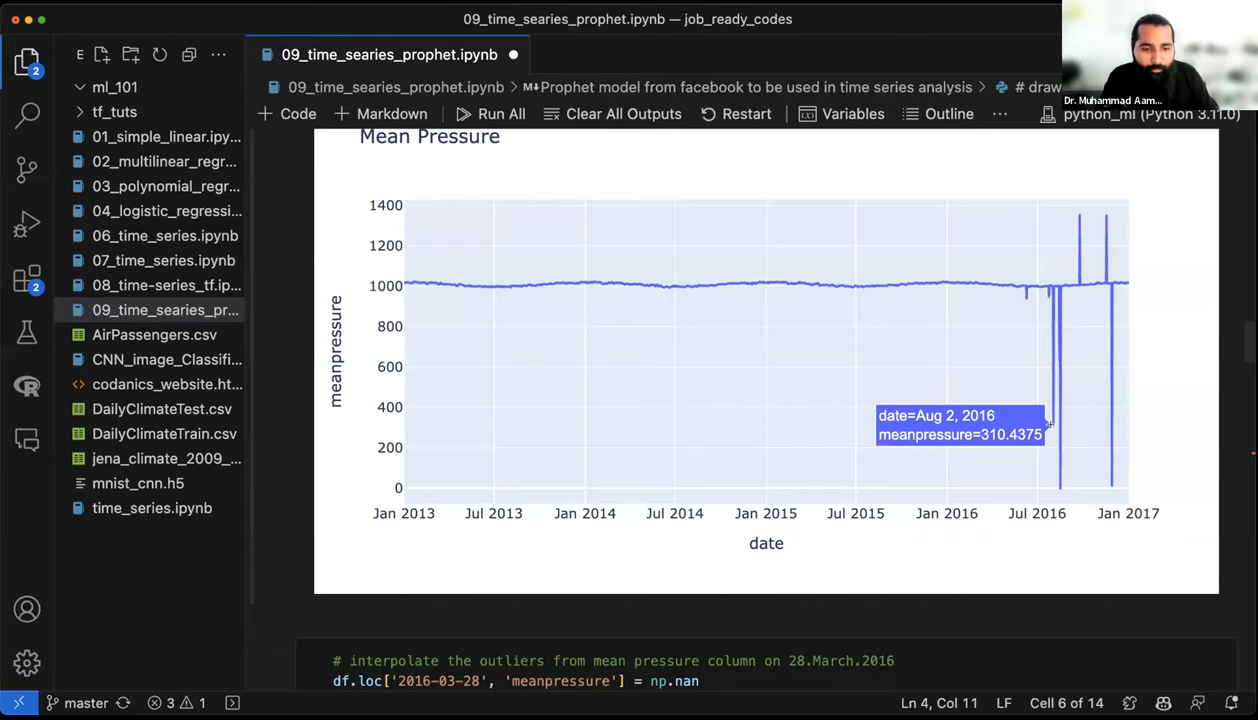 09_time_searies_prophet.ipynb — job_ready_codes
Dr. Muhammad Aam...
2
E
09_time_searies_prophet.ipynb
ml_101
tf_tuts
01_simple_linear.ipy...
02_multilinear_regr...
03_polynomial_regr...
04_logistic_regressi...
06_time_series.ipynb
07_time_series.ipynb
08_time-series_tf.ip...
09_time_searies_pr...
AirPassengers.csv
CNN_image_Classifi...
codanics_website.ht...
DailyClimateTest.csv
DailyClimateTrain.csv
jena_climate_2009_...
mnist_cnn.h5
time_series.ipynb
2
09_time_searies_prophet.ipynb > M↓Prophet model from facebook to be used in time series analysis > # draw
+ Code + Markdown Run All Clear All Outputs Restart Variables Outline ... python_ml (Python 3.11.0)
Mean Pressure
1400
1200
1000
800
600
400
200
0
meanpressure
date=Aug 2, 2016
meanpressure=310.4375
Jan 2013 Jul 2013 Jan 2014 Jul 2014 Jan 2015 Jul 2015 Jan 2016 Jul 2016 Jan 2017
date
# interpolate the outliers from mean pressure column on 28.March.2016
df.loc['2016-03-28', 'meanpressure'] = np.nan
master 3 1 Ln 4, Col 11 LF Cell 6 of 14